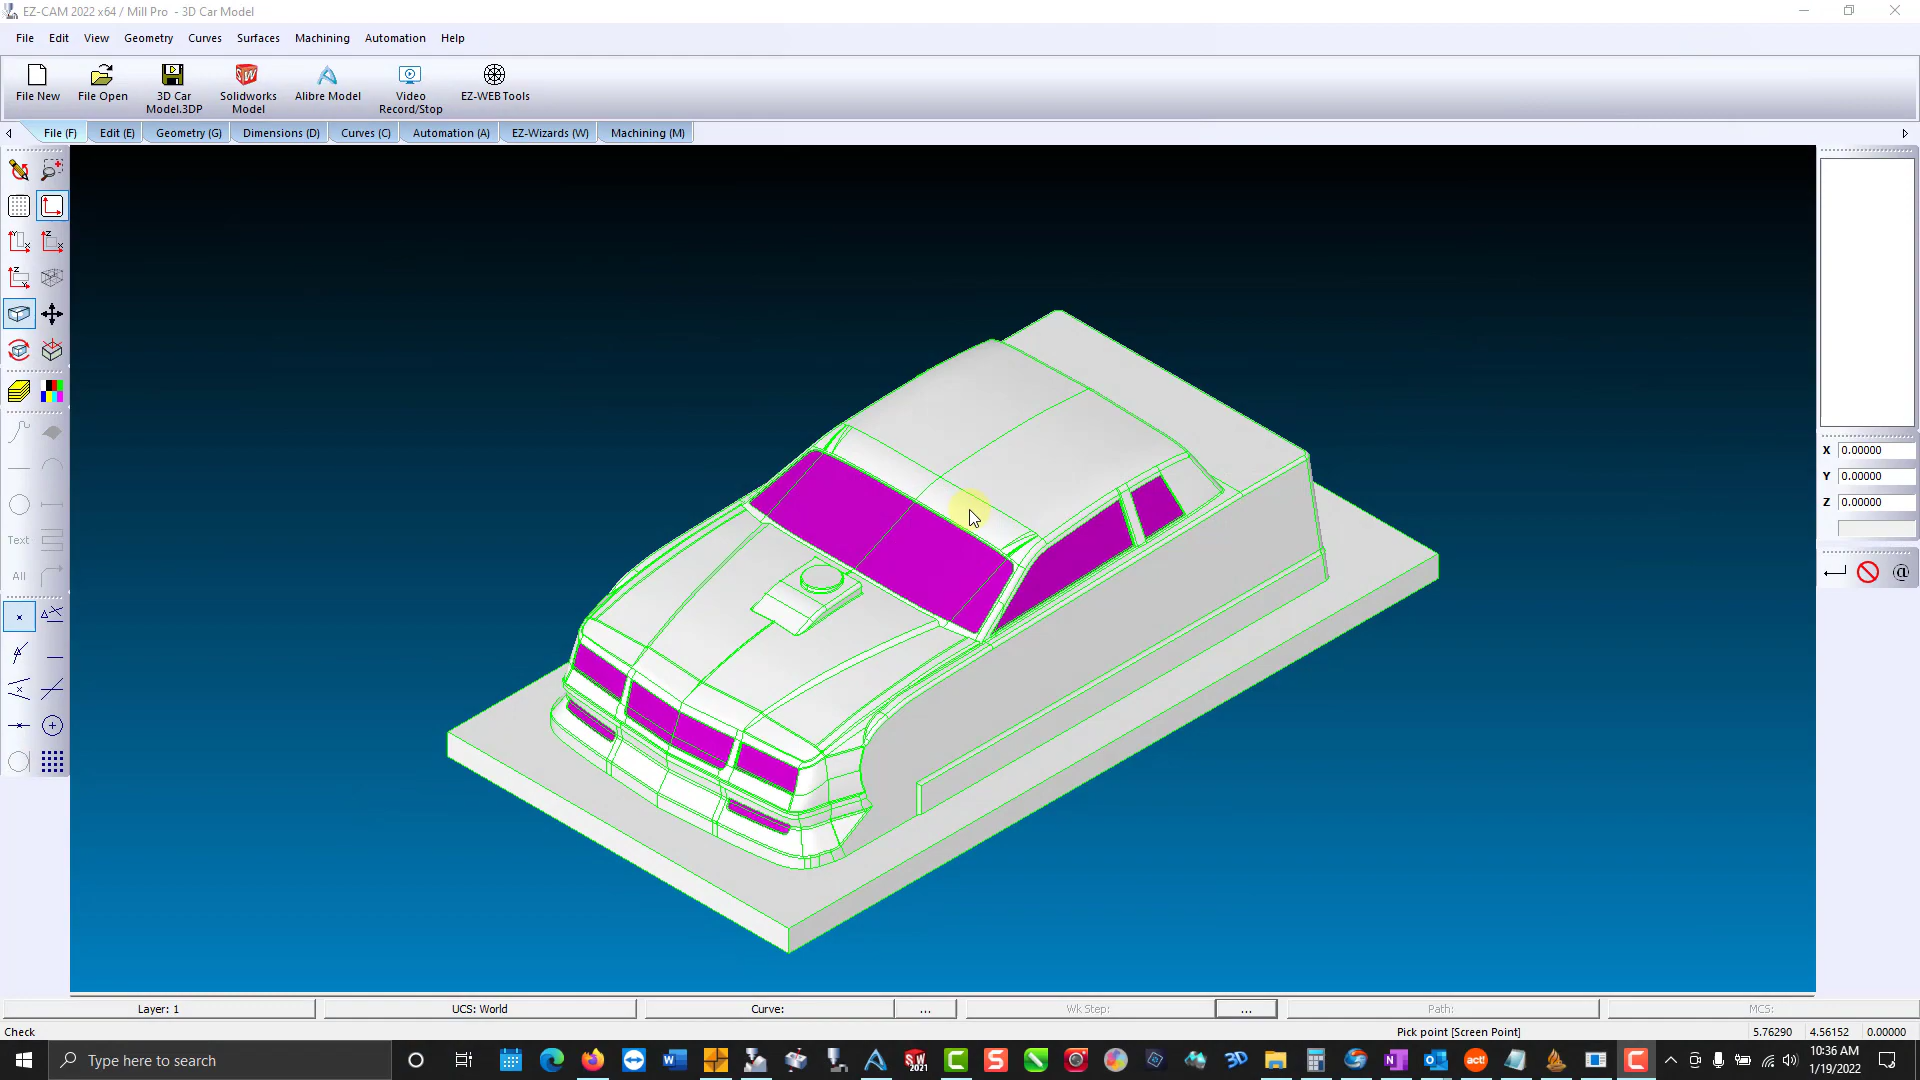 EZ-CAM 2022 x64 / Mill Pro - 3D Car Model
File Edit View Geometry Curves Surfaces Machining Automation Help
File New File Open 3D Car Model.3DP Solidworks Model Alibre Model Video Record/Stop EZ-WEB Tools
File (F) Edit (E) Geometry (G) Dimensions (D) Curves (C) Automation (A) EZ-Wizards (W) Machining (M)
X 0.00000
Y 0.00000
Z 0.00000
Text
All
Layer: 1 UCS: World Curve: ... Wk Step: ... Path: MCS:
Check Pick point [Screen Point] 5.76290 4.56152 0.00000
Type here to search
10:36 AM
1/19/2022